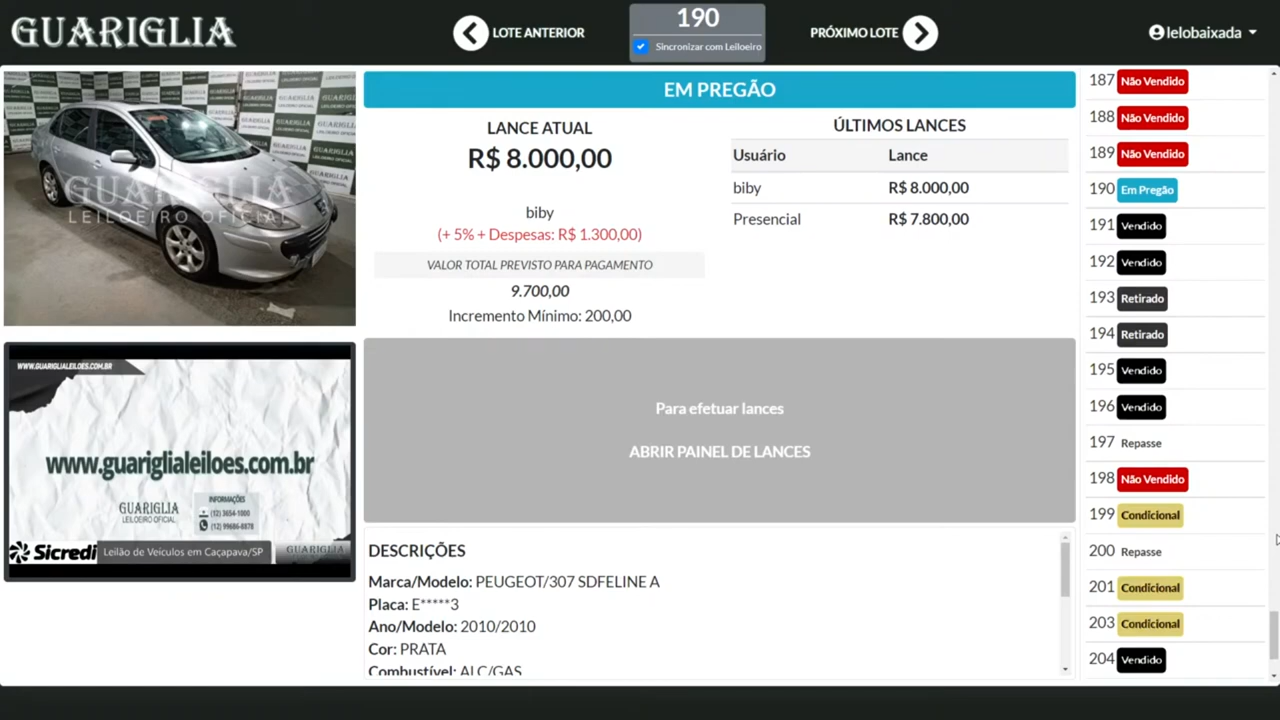 GUARIGLIA
LOTE ANTERIOR
190
Sincronizar com Leiloeiro
PRÓXIMO LOTE
lelobaixada
GUARIGLIA
LEILOEIRO OFICIAL
EM PREGÃO
LANCE ATUAL
R$ 8.000,00
biby
(+ 5% + Despesas: R$ 1.300,00)
VALOR TOTAL PREVISTO PARA PAGAMENTO
9.700,00
Incremento Mínimo: 200,00
ÚLTIMOS LANCES
Usuário Lance
biby R$ 8.000,00
Presencial R$ 7.800,00
Para efetuar lances
ABRIR PAINEL DE LANCES
WWW.GUARIGLIALEILOES.COM.BR
www.guariglialeiloes.com.br
GUARIGLIA
LEILOEIRO OFICIAL
INFORMAÇÕES
(12) 3654-1000
(12) 99686-8878
Sicredi
Leilão de Veículos em Caçapava/SP
GUARIGLIA
DESCRIÇÕES
Marca/Modelo: PEUGEOT/307 SDFELINE A
Placa: E*****3
Ano/Modelo: 2010/2010
Cor: PRATA
Combustível: ALC/GAS
187 Não Vendido
188 Não Vendido
189 Não Vendido
190 Em Pregão
191 Vendido
192 Vendido
193 Retirado
194 Retirado
195 Vendido
196 Vendido
197 Repasse
198 Não Vendido
199 Condicional
200 Repasse
201 Condicional
203 Condicional
204 Vendido